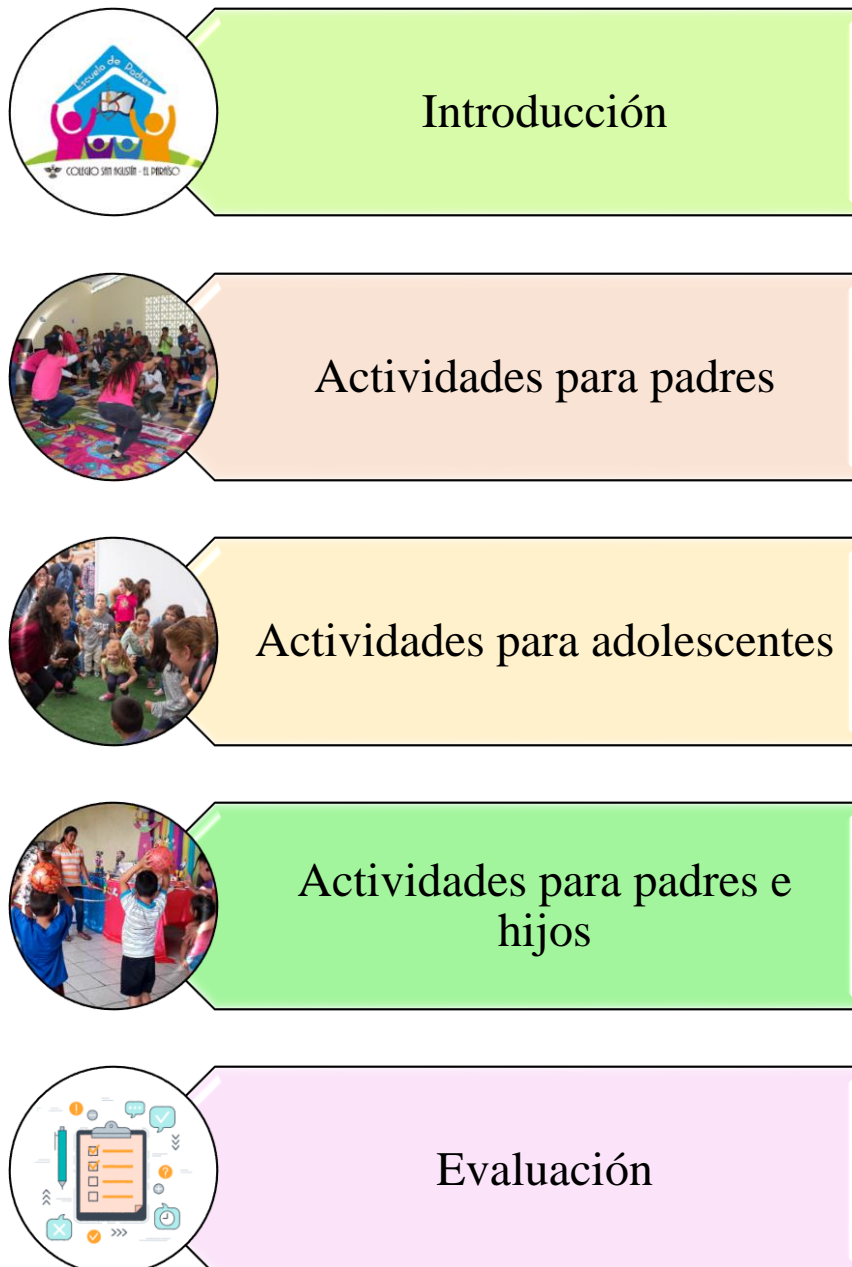 Escuela de Padres
COLEGIO SAN AGUSTÍN - EL PARAÍSO
Introducción
Actividades para padres
Actividades para adolescentes
Actividades para padres e
hijos
Evaluación